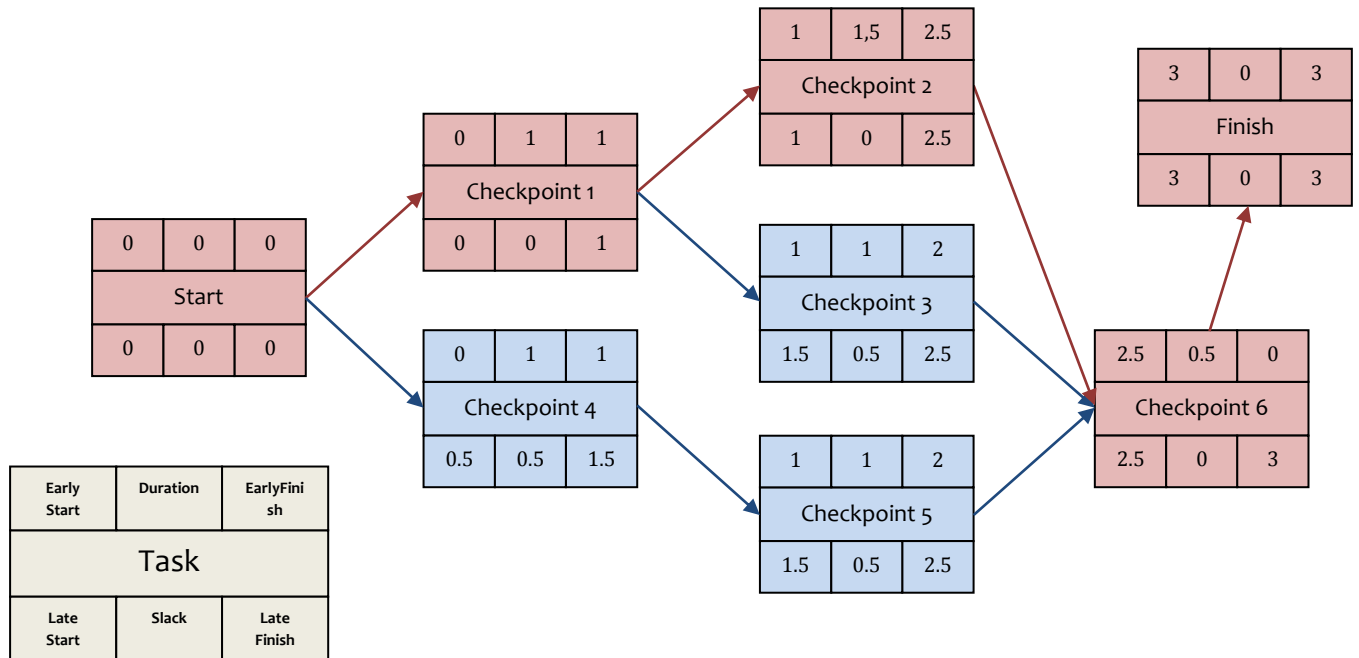 1 1,5 2.5
Checkpoint 2
1 0 2.5
3 0 3
Finish
3 0 3
0 1 1
Checkpoint 1
0 0 1
0 0 0
Start
0 0 0
1 1 2
Checkpoint 3
1.5 0.5 2.5
0 1 1
Checkpoint 4
0.5 0.5 1.5
2.5 0.5 0
Checkpoint 6
2.5 0 3
1 1 2
Checkpoint 5
1.5 0.5 2.5
Early
Start
Duration
EarlyFini
sh
Task
Late
Start
Slack
Late
Finish